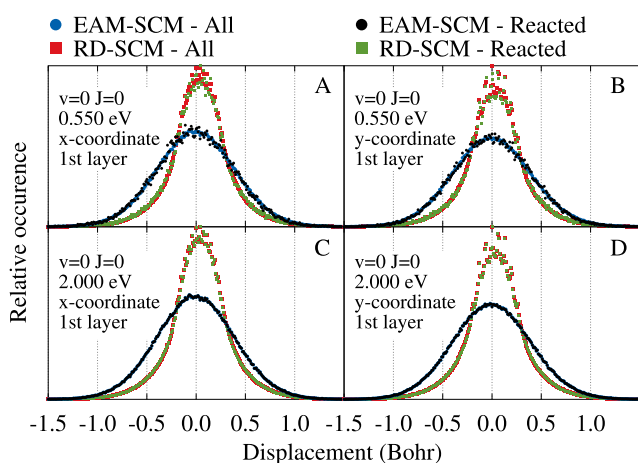 EAM-SCM - All
EAM-SCM - Reacted
RD-SCM - All
RD-SCM - Reacted
A
v=0 J=0
0.550 eV
x-coordinate
1st layer
B
v=0 J=0
0.550 eV
y-coordinate
1st layer
C
v=0 J=0
2.000 eV
x-coordinate
1st layer
D
v=0 J=0
2.000 eV
y-coordinate
1st layer
Relative occurence
-1.5 -1.0 -0.5 0.0 0.5 1.0 -1.5 -1.0 -0.5 0.0 0.5 1.0
Displacement (Bohr)